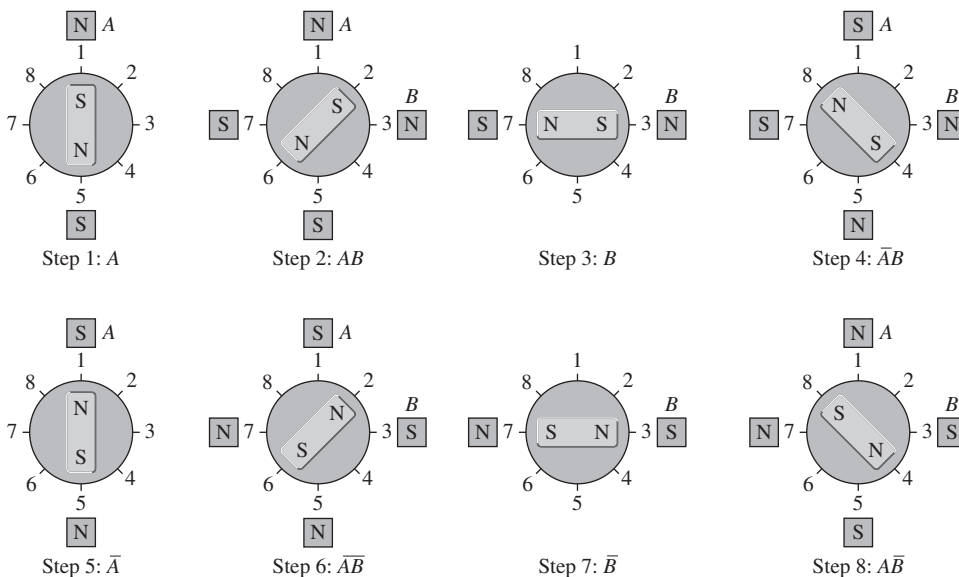 N A
1
8 2
S
7 3
N
6 4
5
S
Step 1: A
N A
1
8 2
B
S 7 S 3 N
N
6 4
5
S
Step 2: AB
1
8 2
B
S 7 N S 3 N
6 4
5
Step 3: B
S A
1
8 2
B
S 7 N 3 N
S
6 4
5
N
Step 4: A̅B
S A
1
8 2
N
7 3
S
6 4
5
N
Step 5: A̅
S A
1
8 2
B
N 7 N 3 S
S
6 4
5
N
Step 6: A̅B̅
1
8 2
B
N 7 S N 3 S
6 4
5
Step 7: B̅
N A
1
8 2
B
N 7 S 3 S
N
6 4
5
S
Step 8: AB̅